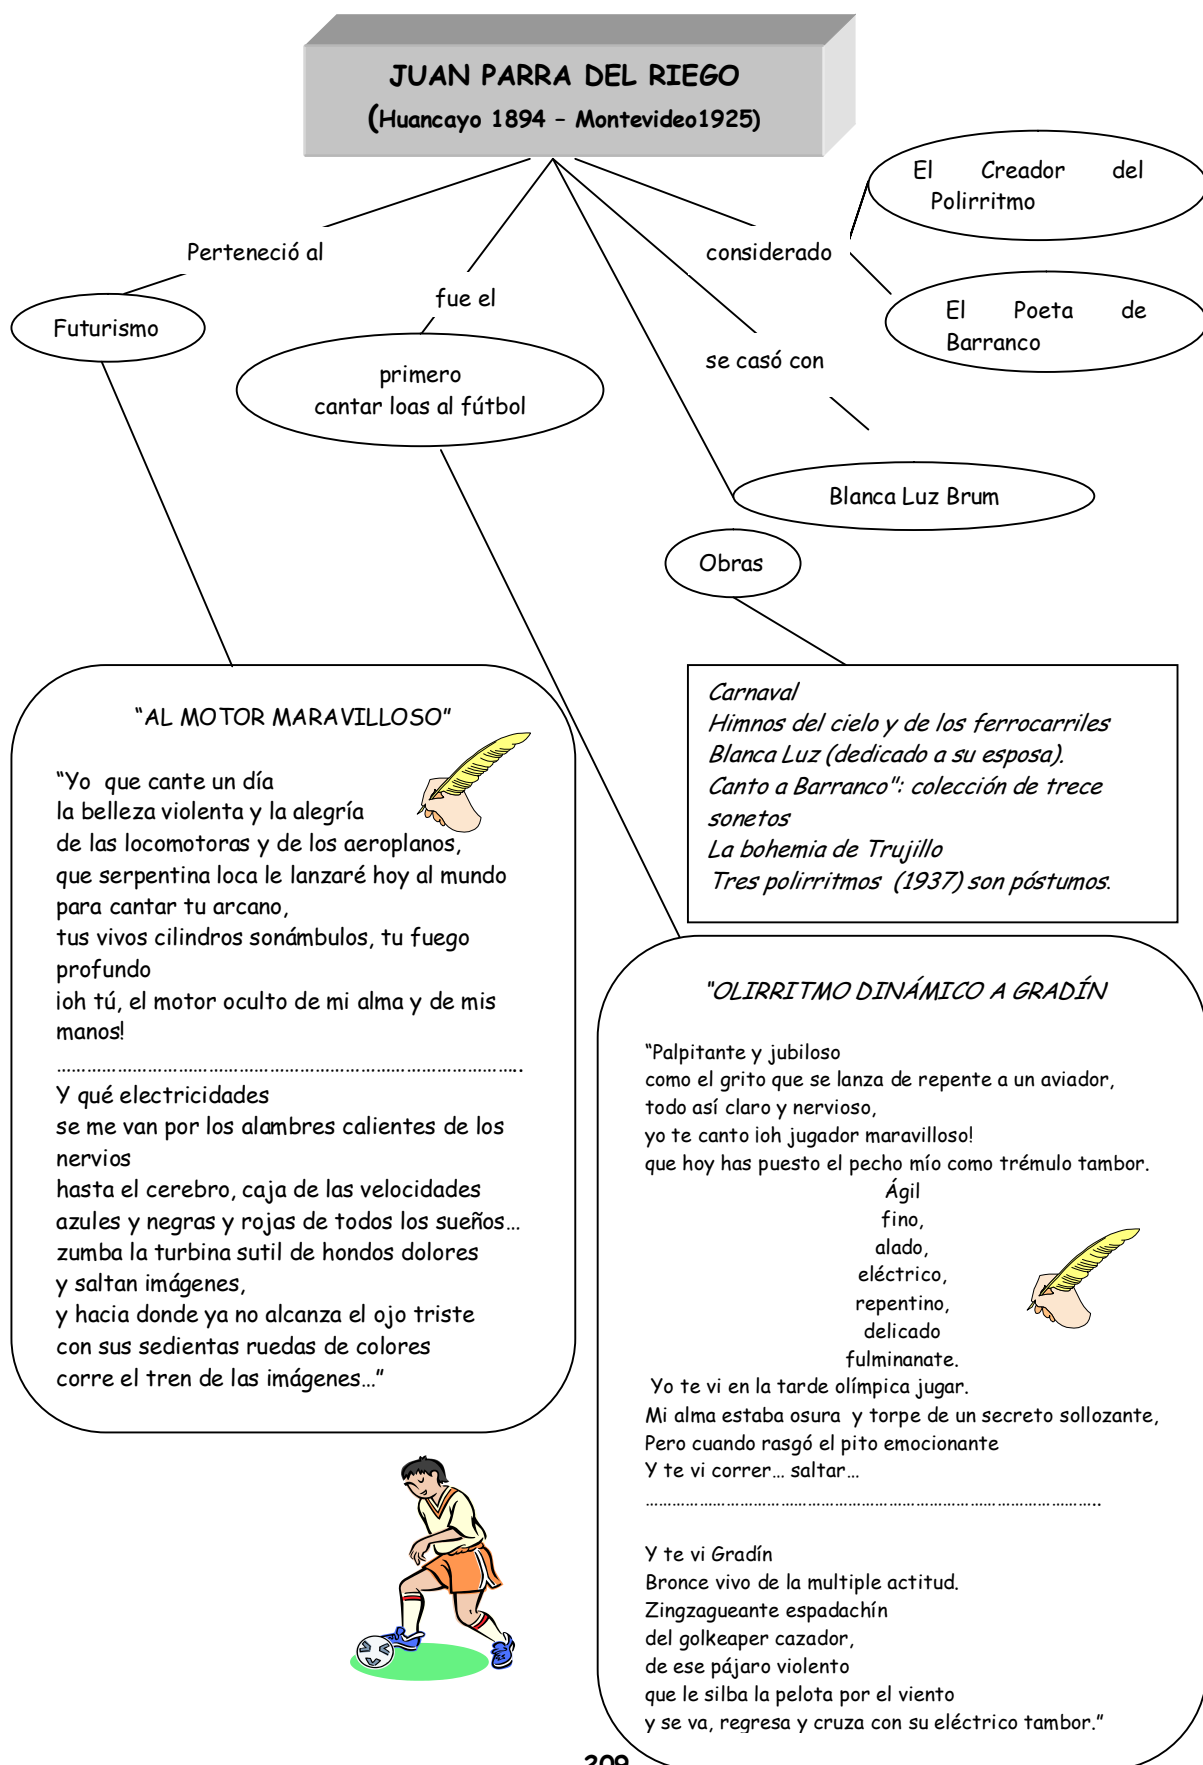 JUAN PARRA DEL RIEGO
(Huancayo 1894 – Montevideo1925)
El Creador del
Polirritmo
Perteneció al
considerado
fue el
El Poeta de
Barranco
Futurismo
primero
cantar loas al fútbol
se casó con
Blanca Luz Brum
Obras
Carnaval
Himnos del cielo y de los ferrocarriles
Blanca Luz (dedicado a su esposa).
Canto a Barranco": colección de trece
sonetos
La bohemia de Trujillo
Tres polirritmos (1937) son póstumos.
"AL MOTOR MARAVILLOSO"
"Yo que cante un día
la belleza violenta y la alegría
de las locomotoras y de los aeroplanos,
que serpentina loca le lanzaré hoy al mundo
para cantar tu arcano,
tus vivos cilindros sonámbulos, tu fuego
profundo
¡oh tú, el motor oculto de mi alma y de mis
manos!
………………………………………………………………………………..
Y qué electricidades
se me van por los alambres calientes de los
nervios
hasta el cerebro, caja de las velocidades
azules y negras y rojas de todos los sueños…
zumba la turbina sutil de hondos dolores
y saltan imágenes,
y hacia donde ya no alcanza el ojo triste
con sus sedientas ruedas de colores
corre el tren de las imágenes…"
"OLIRRITMO DINÁMICO A GRADÍN
"Palpitante y jubiloso
como el grito que se lanza de repente a un aviador,
todo así claro y nervioso,
yo te canto ¡oh jugador maravilloso!
que hoy has puesto el pecho mío como trémulo tambor.
Ágil
fino,
alado,
eléctrico,
repentino,
delicado
fulminanate.
Yo te vi en la tarde olímpica jugar.
Mi alma estaba osura y torpe de un secreto sollozante,
Pero cuando rasgó el pito emocionante
Y te vi correr… saltar…
………………………………………………………………………………………..
Y te vi Gradín
Bronce vivo de la multiple actitud.
Zingzagueante espadachín
del golkeaper cazador,
de ese pájaro violento
que le silba la pelota por el viento
y se va, regresa y cruza con su eléctrico tambor."
209